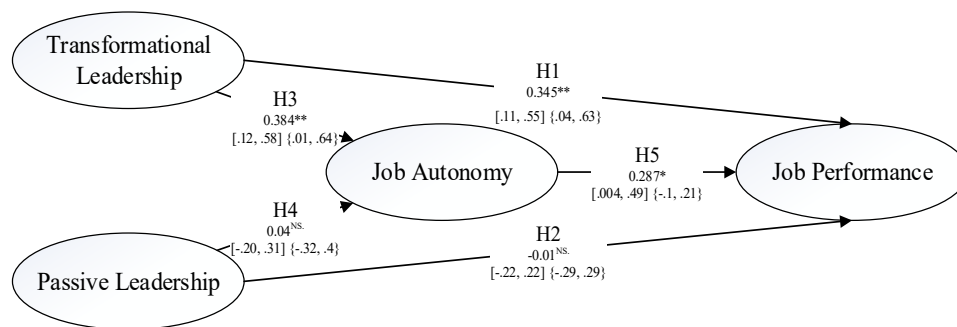 Transformational
Leadership
H1
0.345**
[.11, .55] {.04, .63}
H3
0.384**
[.12, .58] {.01, .64}
Job Autonomy
H5
0.287*
[.004, .49] {-.1, .21}
Job Performance
H4
0.04NS.
[-.20, .31] {-.32, .4}
H2
-0.01NS.
[-.22, .22] {-.29, .29}
Passive Leadership